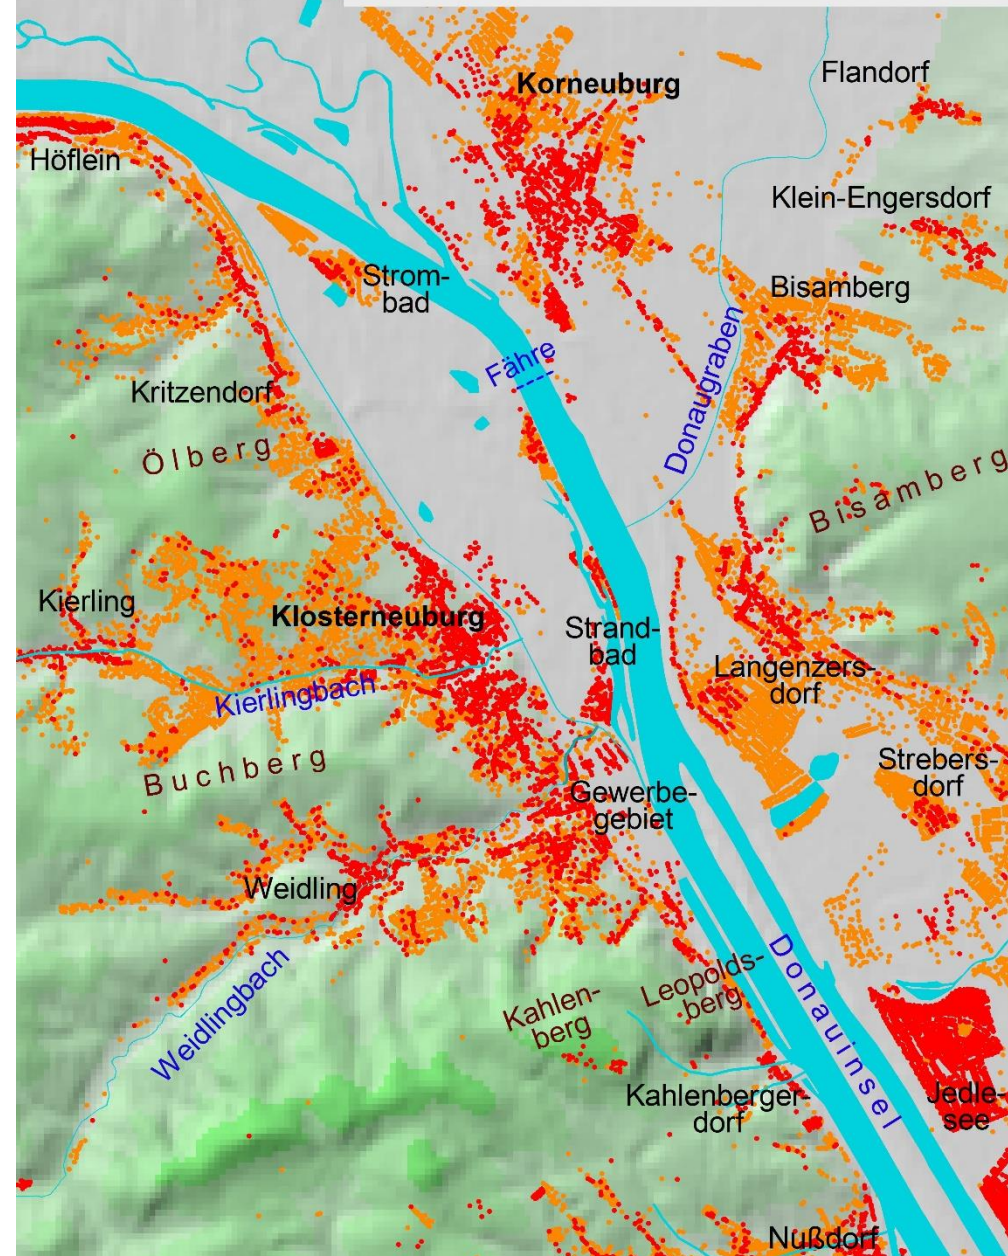 Korneuburg
Flandorf
Höflein
Klein-Engersdorf
Strom-
bad
Bisamberg
Donaugraben
Fähre
Kritzendorf
Ölberg
Bisamberg
Kierling
Klosterneuburg
Strand-
bad
Langenzers-
dorf
Kierlingbach
Buchberg
Strebers-
dorf
Gewerbe-
gebiet
Weidling
Weidlingbach
Kahlen-
berg
Leopolds-
berg
Donauinsel
Kahlenberger-
dorf
Jedle-
see
Nußdorf